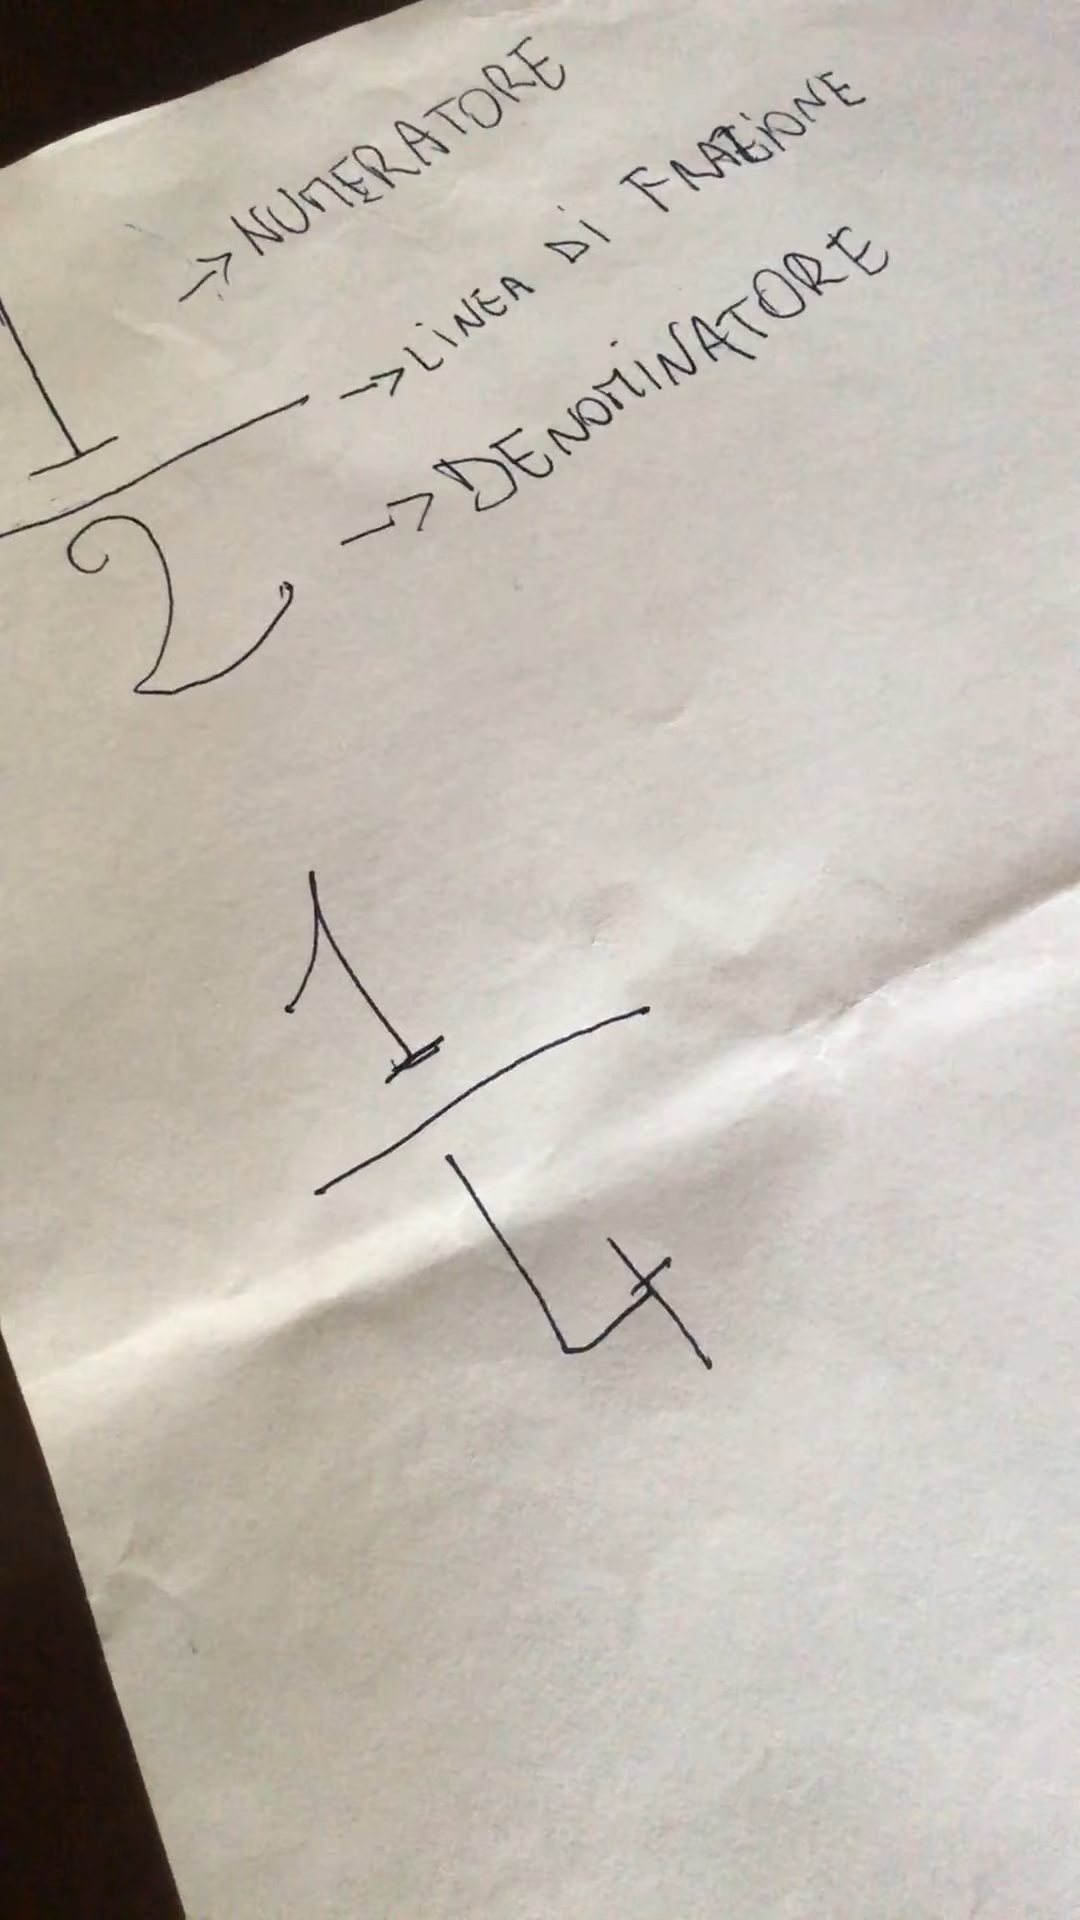 1 → NUMERATORE
→ LINEA DI FRAZIONE
2 → DENOMINATORE
1
4